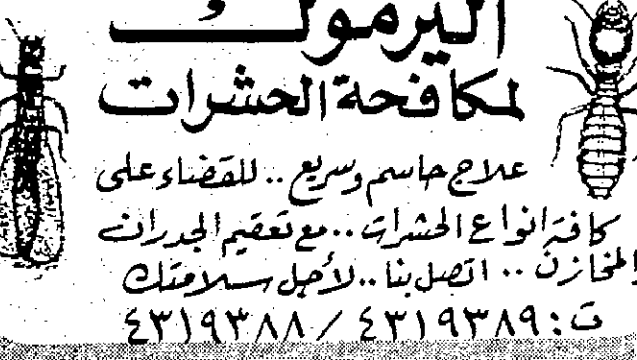 اليرموك
لمكافحة الحشرات
علاج حاسم وسريع .. للقضاء على
كافة انواع الحشرات .. مع تعقيم الجدران
المخازن .. اتصل بنا .. لأجل سلامتك
ت : ٤٣١٩٣٨٩ / ٤٣١٩٣٨٨